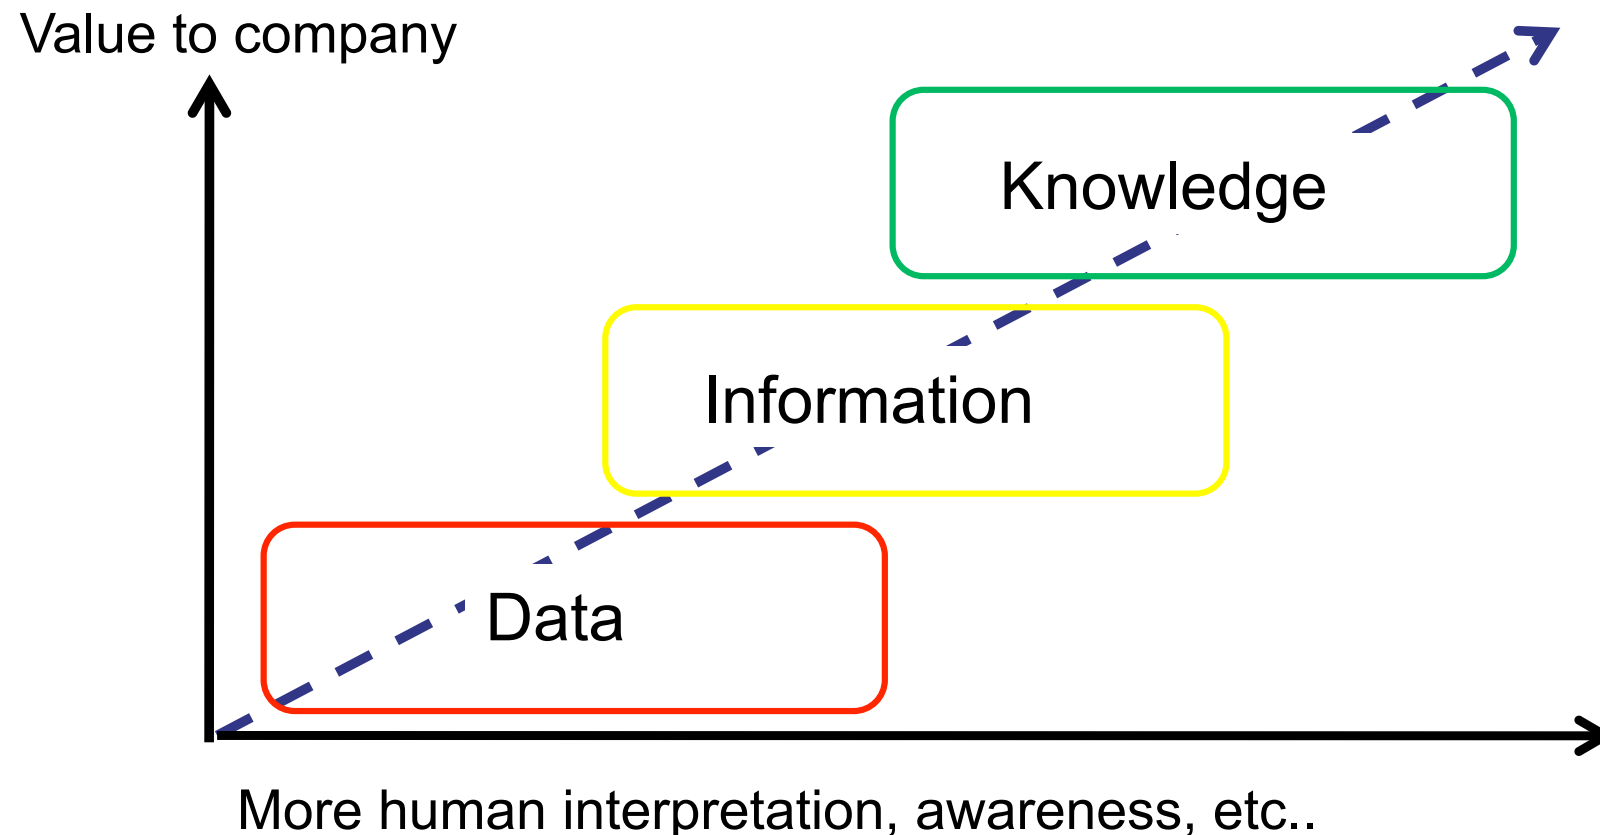 Value to company
Knowledge
Information
Data
More human interpretation, awareness, etc..